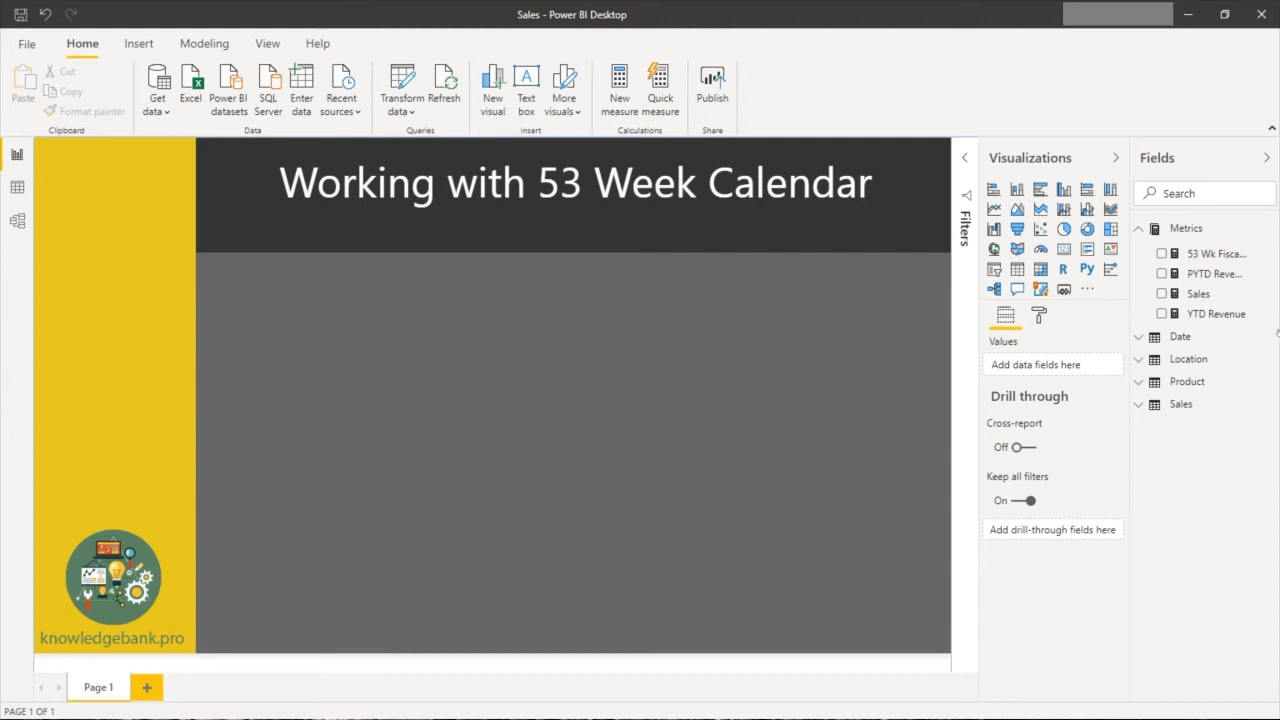 Sales - Power BI Desktop
File Home Insert Modeling View Help
Paste
Cut
Copy
Format painter
Clipboard
Get data
Excel
Power BI datasets
SQL Server
Enter data
Recent sources
Data
Transform data
Refresh
Queries
New visual
Text box
More visuals
Insert
New measure
Quick measure
Calculations
Publish
Share
Working with 53 Week Calendar
knowledgebank.pro
Filters
Visualizations
R
Py
Values
Add data fields here
Drill through
Cross-report
Off
Keep all filters
On
Add drill-through fields here
Fields
Search
Metrics
53 Wk Fisca...
PYTD Reve...
Sales
YTD Revenue
Date
Location
Product
Sales
Page 1
PAGE 1 OF 1